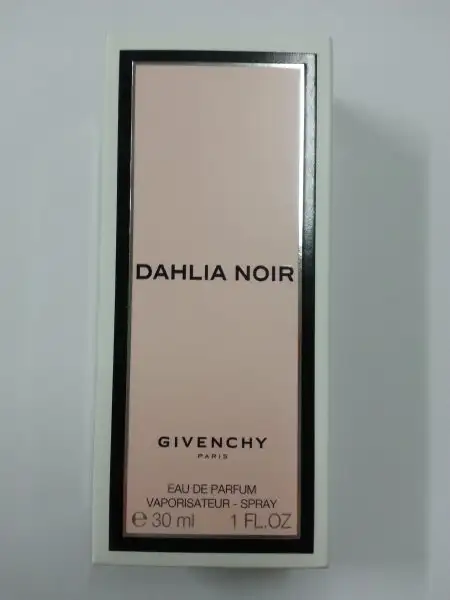 DAHLIA NOIR
GIVENCHY
PARIS
EAU DE PARFUM
VAPORISATEUR - SPRAY
℮ 30 ml 1 FL.OZ